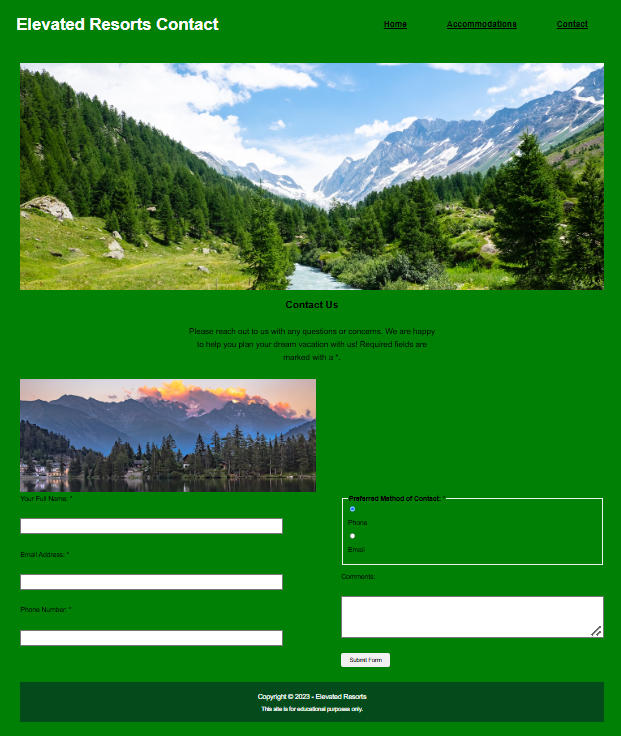 Elevated Resorts Contact
Home
Accommodations
Contact
Contact Us
Please reach out to us with any questions or concerns. We are happy
to help you plan your dream vacation with us! Required fields are
marked with a *.
Your Full Name: *
Email Address: *
Phone Number: *
Preferred Method of Contact: *
Phone
Email
Comments:
Submit Form
Copyright © 2023 - Elevated Resorts
This site is for educational purposes only.